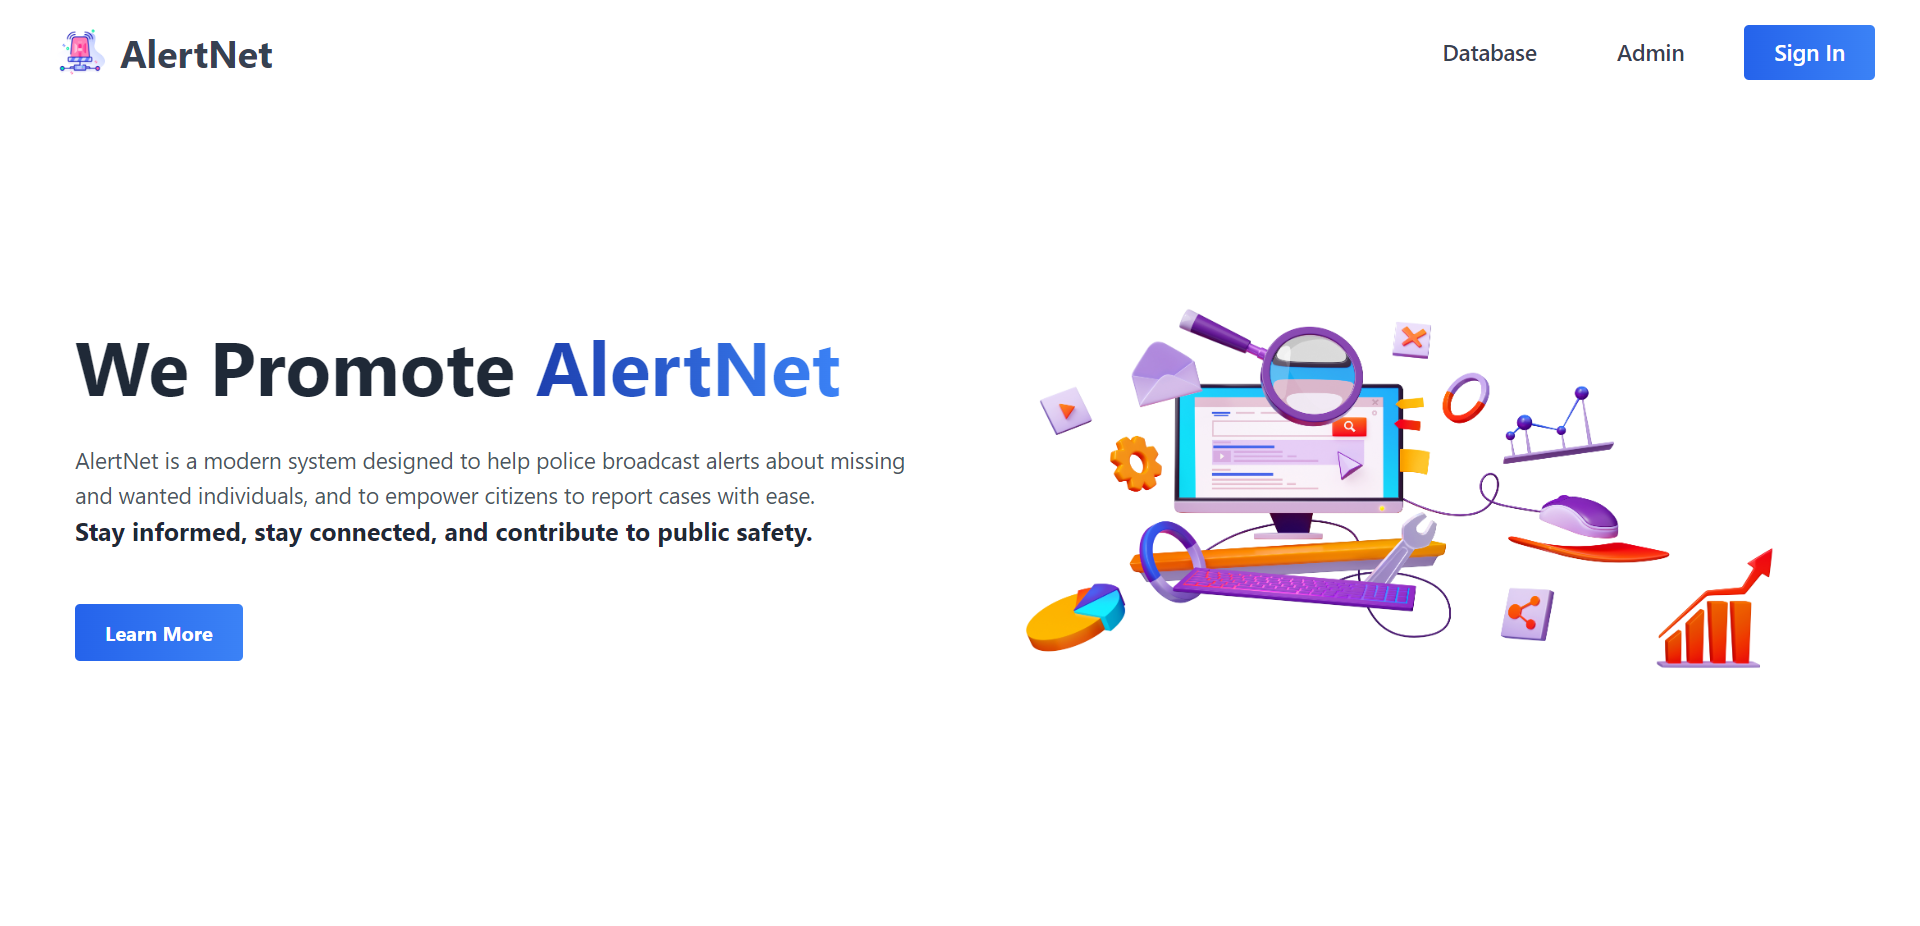 AlertNet
Database
Admin
Sign In
We Promote AlertNet
AlertNet is a modern system designed to help police broadcast alerts about missing
and wanted individuals, and to empower citizens to report cases with ease.
Stay informed, stay connected, and contribute to public safety.
Learn More